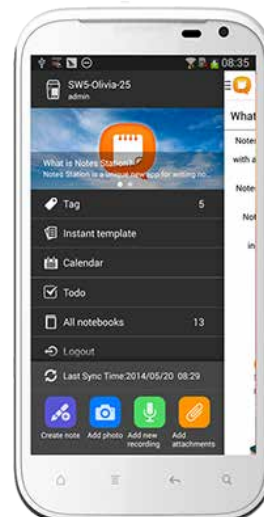 08:35
SW5-Olivia-25
admin
What is Notes Station?
Notes Station is a unique new app for writing no...
Tag 5
Instant template
Calendar
Todo
All notebooks 13
Logout
Last Sync Time:2014/05/20 08:29
Create note
Add photo
Add new
recording
Add
attachments
What
Notes
with a
Notes
Not
in